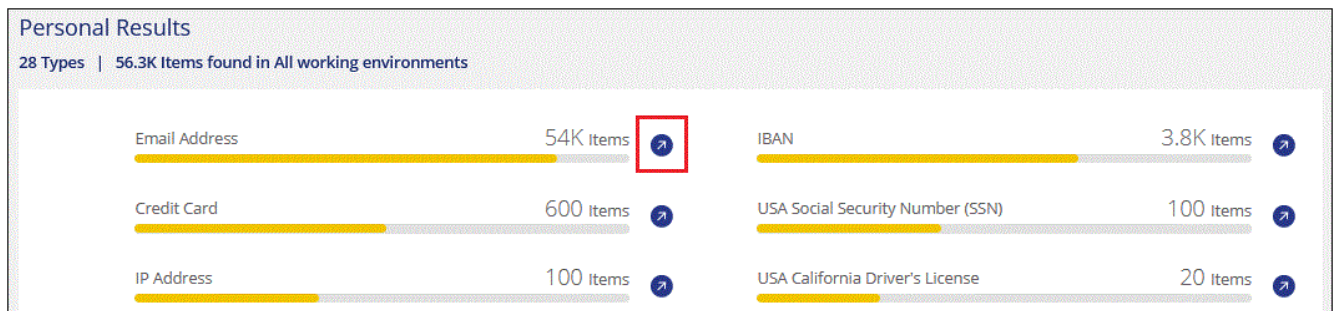 Personal Results
28 Types | 56.3K Items found in All working environments
Email Address 54K Items
IBAN 3.8K Items
Credit Card 600 Items
USA Social Security Number (SSN) 100 Items
IP Address 100 Items
USA California Driver's License 20 Items